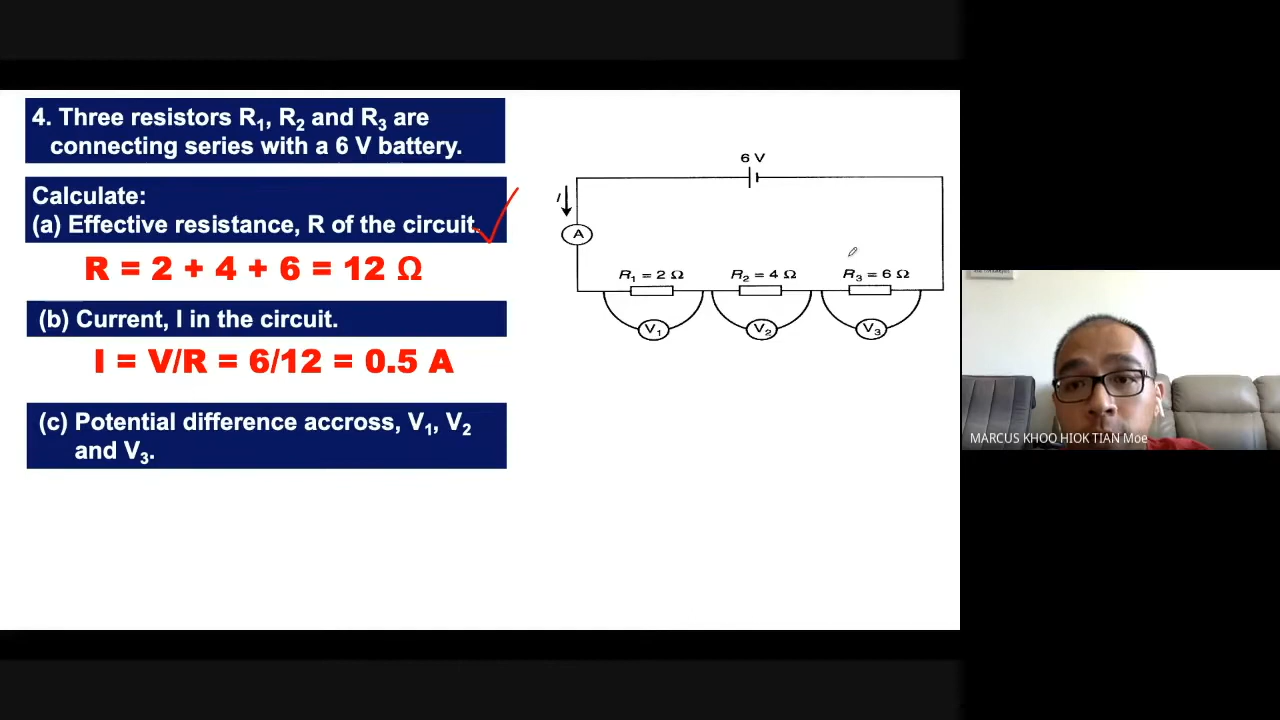 4. Three resistors R₁, R₂ and R₃ are
connecting series with a 6 V battery.
Calculate:
(a) Effective resistance, R of the circuit.
R = 2 + 4 + 6 = 12 Ω
(b) Current, I in the circuit.
I = V/R = 6/12 = 0.5 A
(c) Potential difference accross, V₁, V₂
and V₃.
6 V
I
A
R₁ = 2 Ω
R₂ = 4 Ω
R₃ = 6 Ω
V₁
V₂
V₃
MARCUS KHOO HIOK TIAN Moe